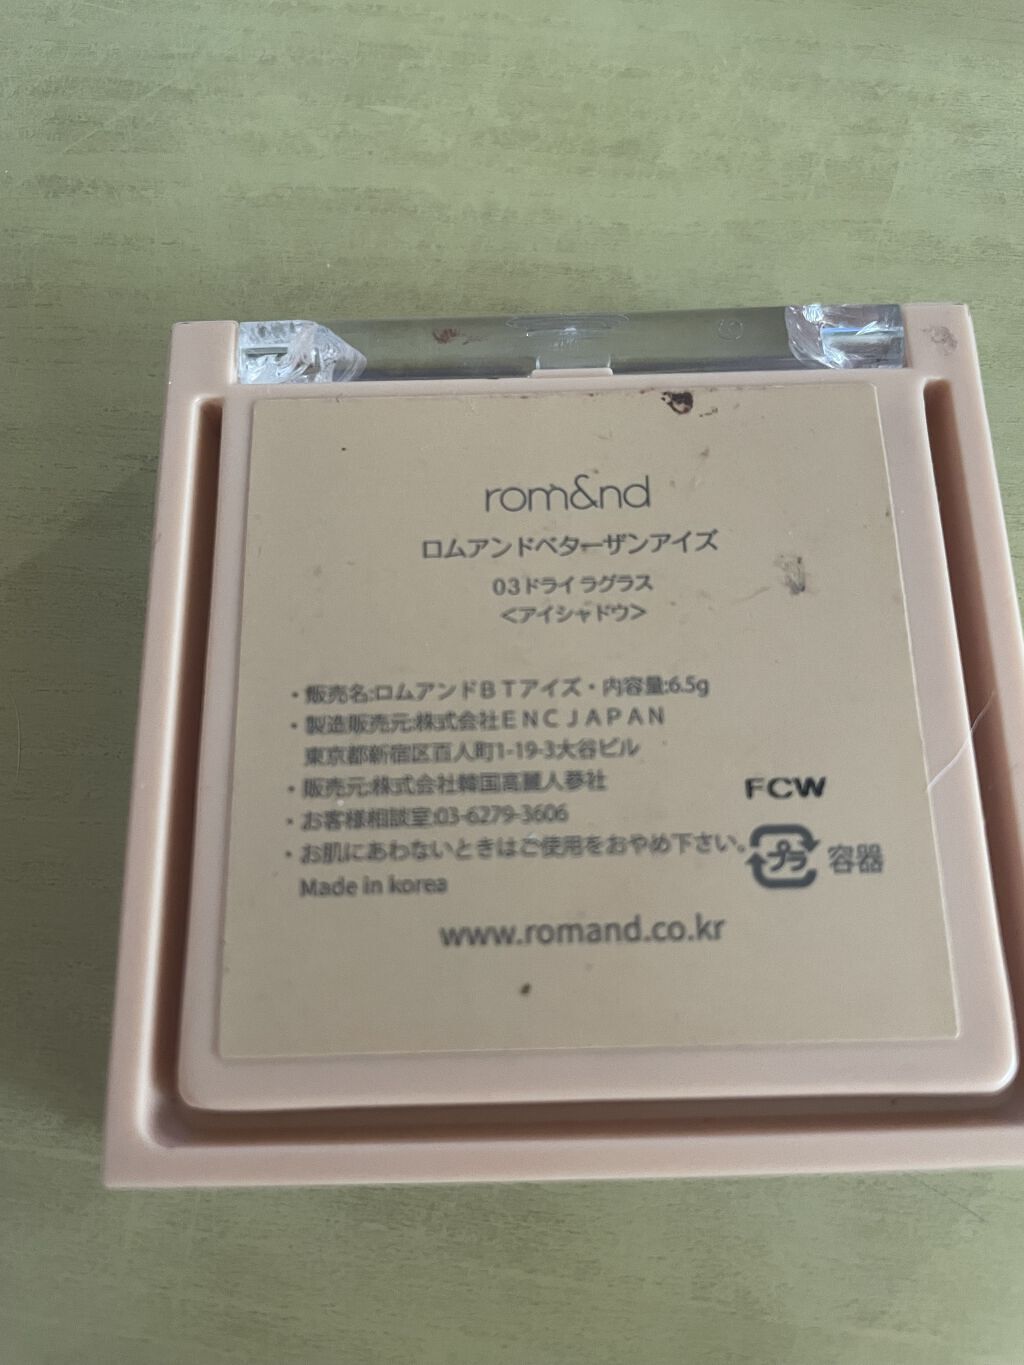 rom&nd
ロムアンドベターザンアイズ
03ドライラグラス
<アイシャドウ>
・販売名:ロムアンドＢＴアイズ・内容量:6.5g
・製造販売元:株式会社ＥＮＣＪＡＰＡＮ
東京都新宿区百人町1-19-3大谷ビル
・販売元:株式会社韓国高麗人参社
・お客様相談室:03-6279-3606
・お肌にあわないときはご使用をおやめ下さい。
Made in korea
FCW
プラ 容器
www.romand.co.kr